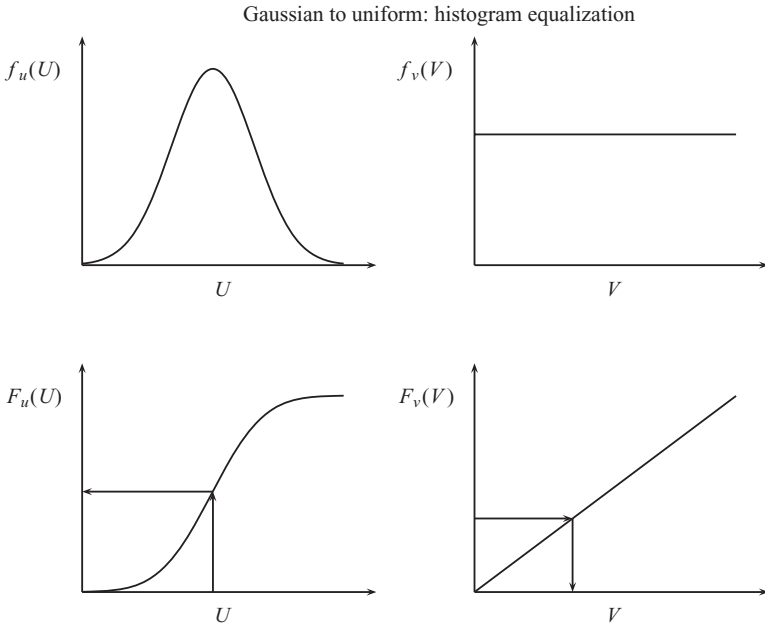 Gaussian to uniform: histogram equalization
f_u(U)
f_v(V)
U
V
F_u(U)
F_v(V)
U
V